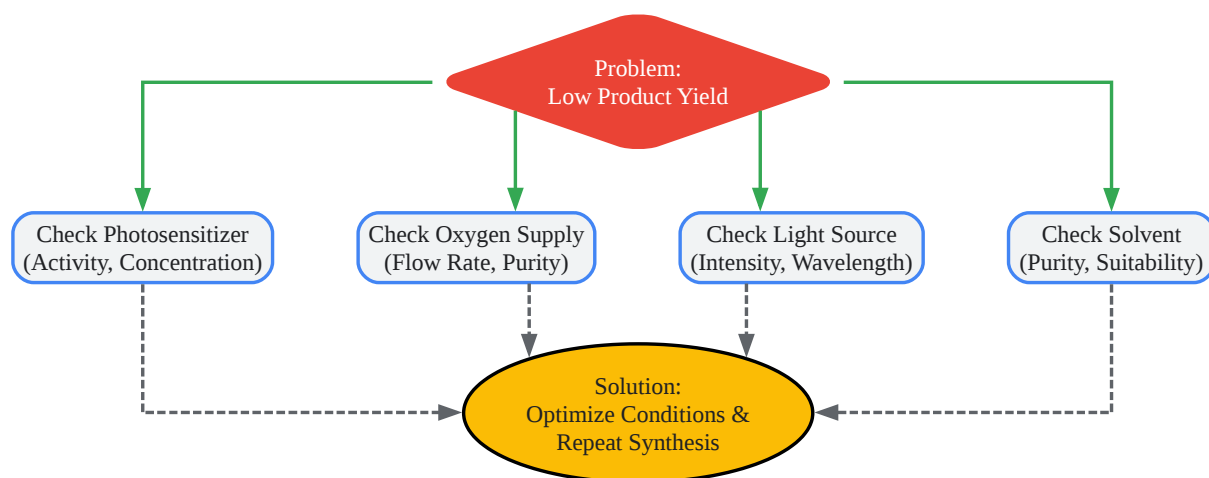 Problem:
Low Product Yield
Check Photosensitizer
(Activity, Concentration)
Check Oxygen Supply
(Flow Rate, Purity)
Check Light Source
(Intensity, Wavelength)
Check Solvent
(Purity, Suitability)
Solution:
Optimize Conditions &
Repeat Synthesis